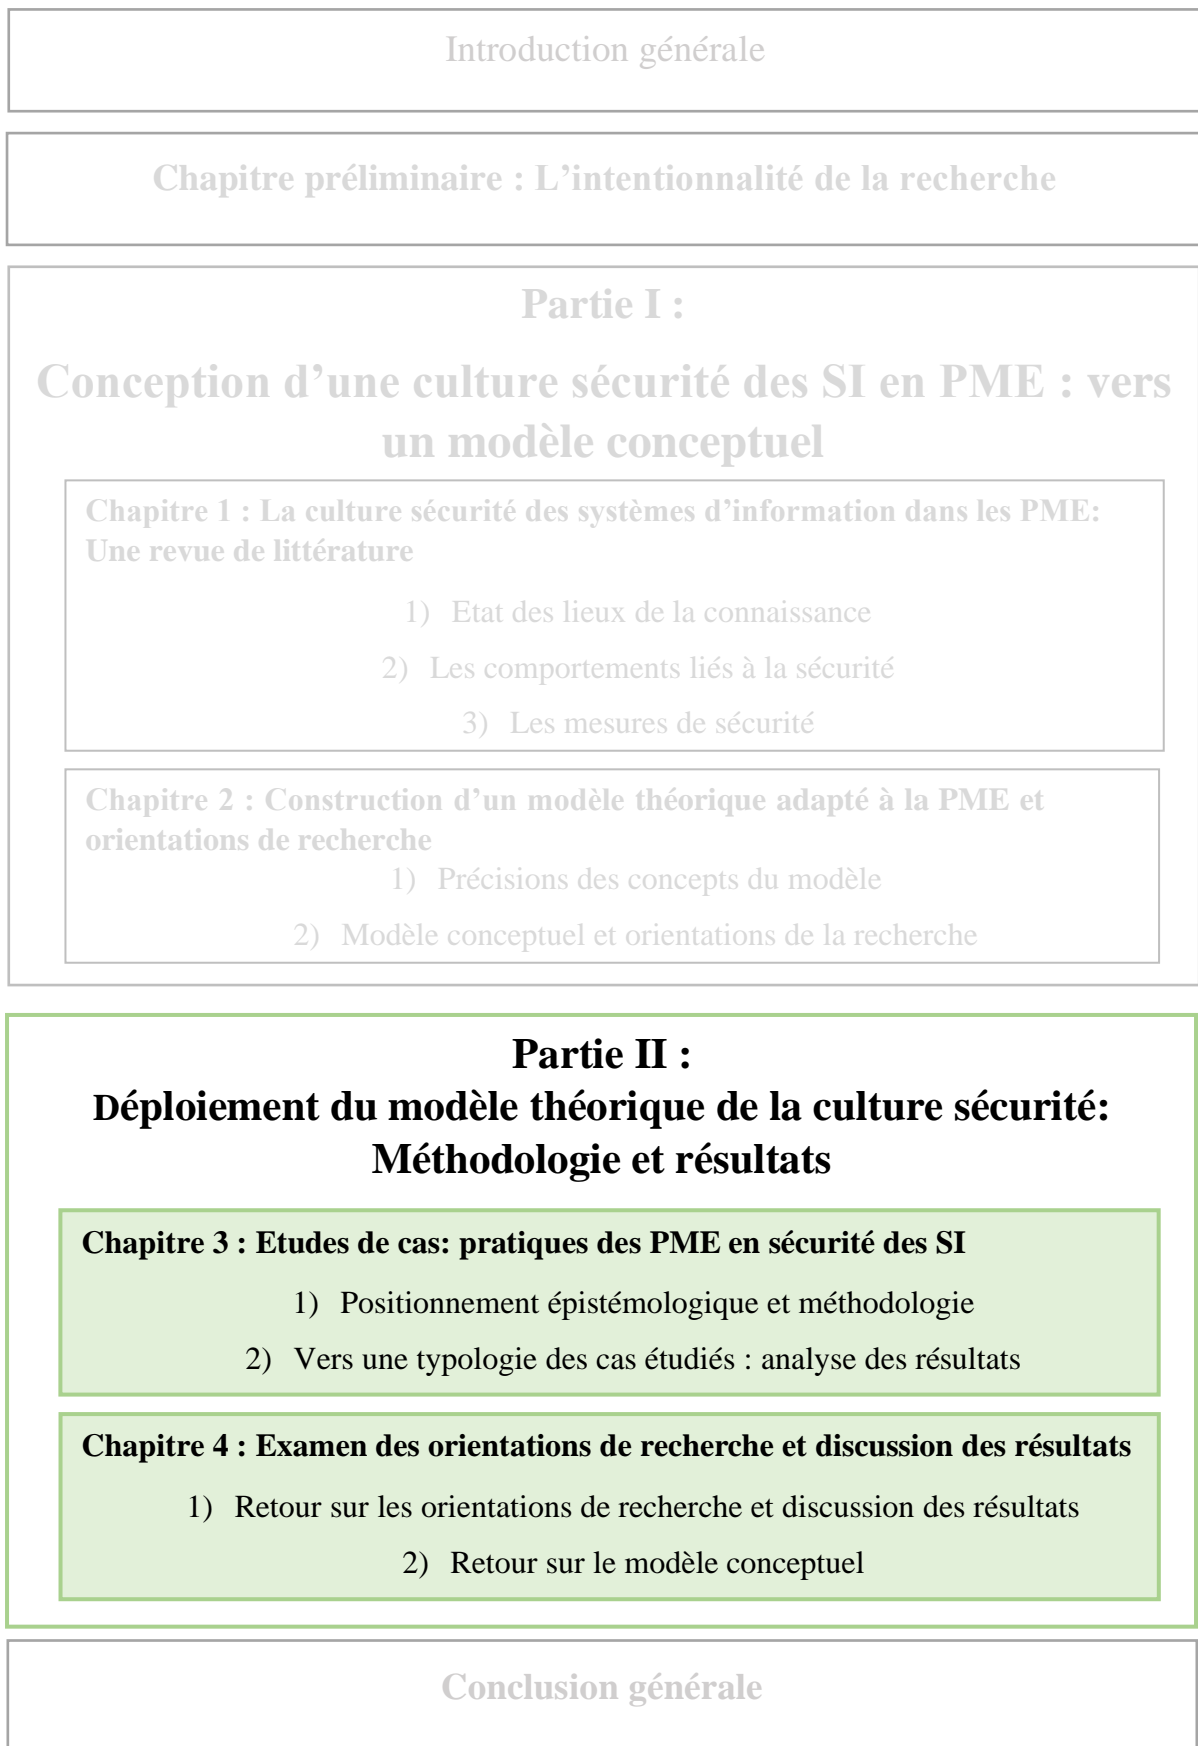 Introduction générale
Chapitre préliminaire : L’intentionnalité de la recherche
Partie I :
Conception d’une culture sécurité des SI en PME : vers
un modèle conceptuel
Chapitre 1 : La culture sécurité des systèmes d’information dans les PME:
Une revue de littérature
1) Etat des lieux de la connaissance
2) Les comportements liés à la sécurité
3) Les mesures de sécurité
Chapitre 2 : Construction d’un modèle théorique adapté à la PME et
orientations de recherche
1) Précisions des concepts du modèle
2) Modèle conceptuel et orientations de la recherche
Partie II :
Déploiement du modèle théorique de la culture sécurité:
Méthodologie et résultats
Chapitre 3 : Etudes de cas: pratiques des PME en sécurité des SI
1) Positionnement épistémologique et méthodologie
2) Vers une typologie des cas étudiés : analyse des résultats
Chapitre 4 : Examen des orientations de recherche et discussion des résultats
1) Retour sur les orientations de recherche et discussion des résultats
2) Retour sur le modèle conceptuel
Conclusion générale